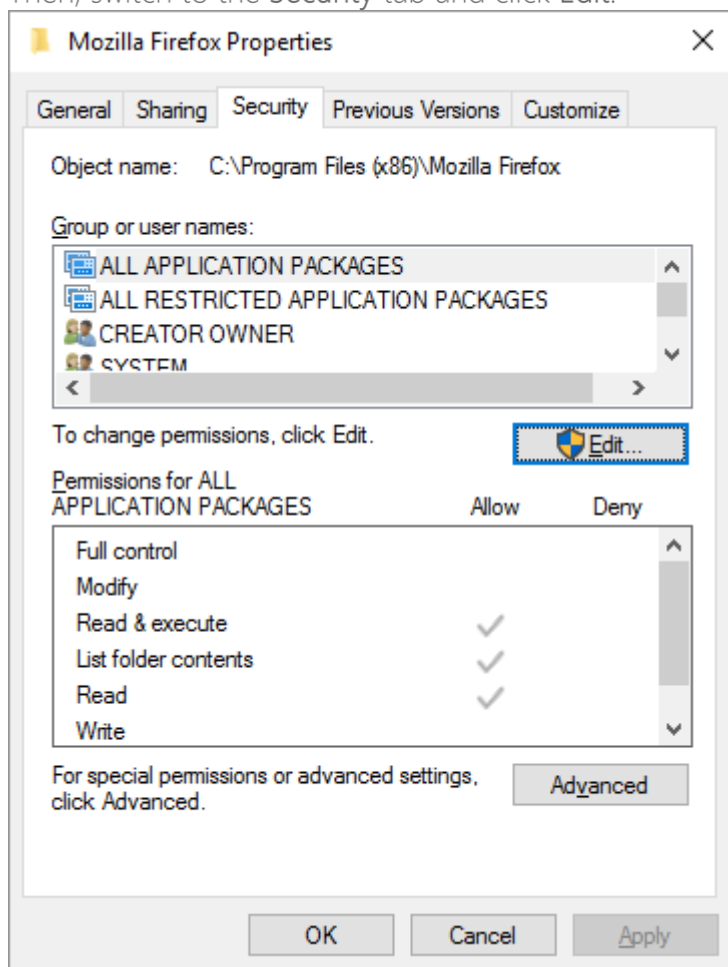 Then, switch to the Security tab and click Edit.
Mozilla Firefox Properties
General Sharing Security Previous Versions Customize
Object name: C:\Program Files (x86)\Mozilla Firefox
Group or user names:
ALL APPLICATION PACKAGES
ALL RESTRICTED APPLICATION PACKAGES
CREATOR OWNER
SYSTEM
To change permissions, click Edit.
Edit...
Permissions for ALL
APPLICATION PACKAGES Allow Deny
Full control
Modify
Read & execute
List folder contents
Read
Write
For special permissions or advanced settings,
click Advanced.
Advanced
OK Cancel Apply